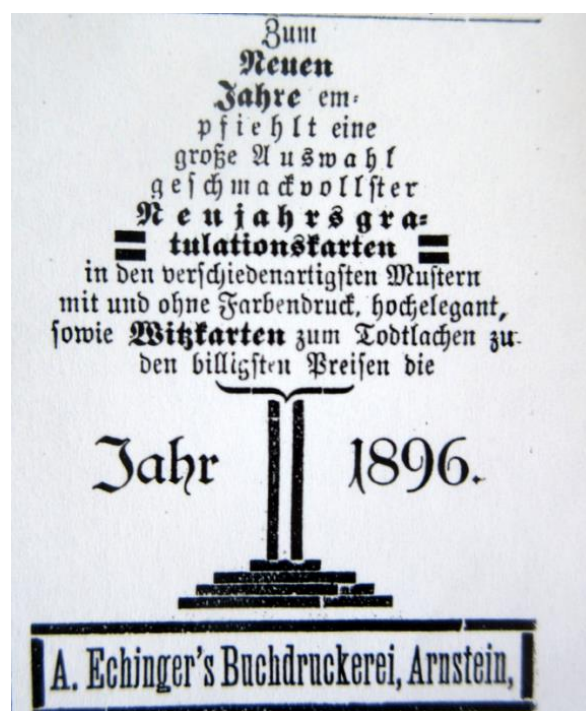 Zum
Neuen
Jahre em-
pfiehlt eine
große Auswahl
geschmackvollster
Neujahrsgra-
tulationskarten
in den verschiedenartigsten Mustern
mit und ohne Farbendruck, hochelegant,
sowie Witzkarten zum Todtlachen zu
den billigsten Preisen die
Jahr 1896.
A. Echinger's Buchdruckerei, Arnstein,